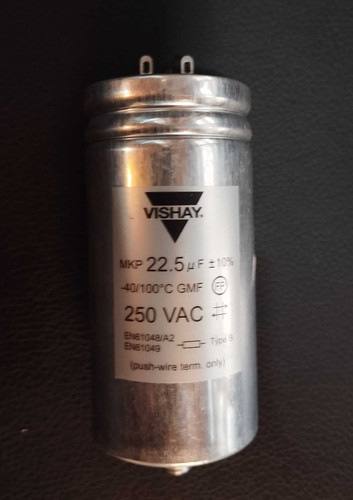 VISHAY.
MKP 22.5 µF ±10%
-40/100°C GMF FP
250 VAC
EN61048/A2
EN61049 Type B
(push-wire term. only)